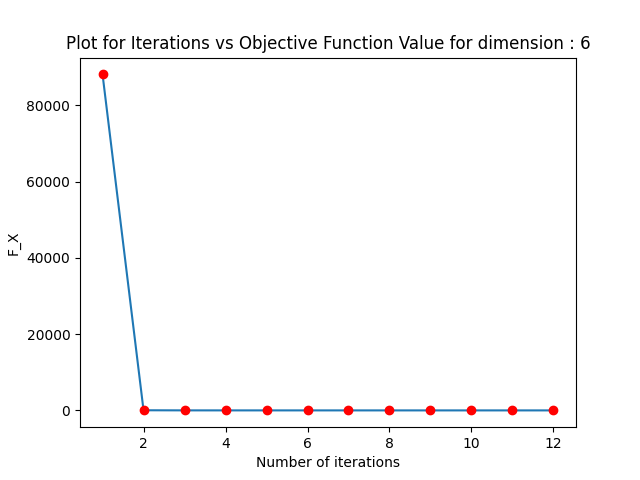 Plot for Iterations vs Objective Function Value for dimension : 6
80000
60000
40000
20000
0
F_X
2 4 6 8 10 12
Number of iterations